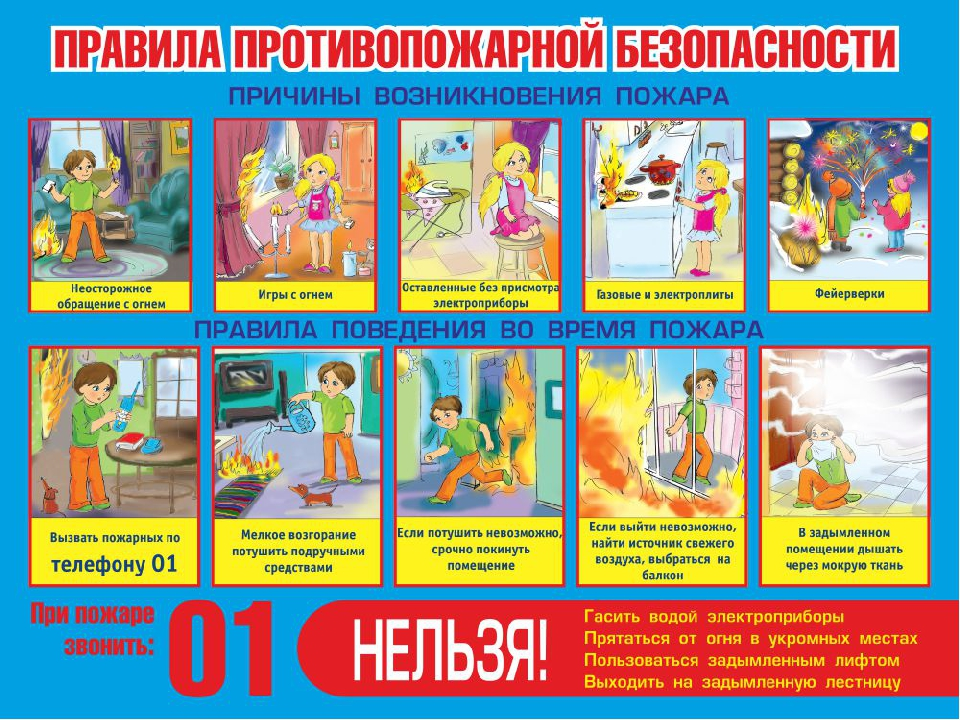 ПРАВИЛА ПРОТИВОПОЖАРНОЙ БЕЗОПАСНОСТИ
ПРИЧИНЫ ВОЗНИКНОВЕНИЯ ПОЖАРА
Неосторожное
обращение с огнем
Игры с огнем
Оставленные без присмотра
электроприборы
Газовые и электроплиты
Фейерверки
ПРАВИЛА ПОВЕДЕНИЯ ВО ВРЕМЯ ПОЖАРА
Вызвать пожарных по
телефону 01
Мелкое возгорание
потушить подручными
средствами
Если потушить невозможно,
срочно покинуть
помещение
Если выйти невозможно,
найти источник свежего
воздуха, выбраться на
балкон
В задымленном
помещении дышать
через мокрую ткань
При пожаре
звонить:
01
НЕЛЬЗЯ!
Гасить водой электроприборы
Прятаться от огня в укромных местах
Пользоваться задымленным лифтом
Выходить на задымленную лестницу